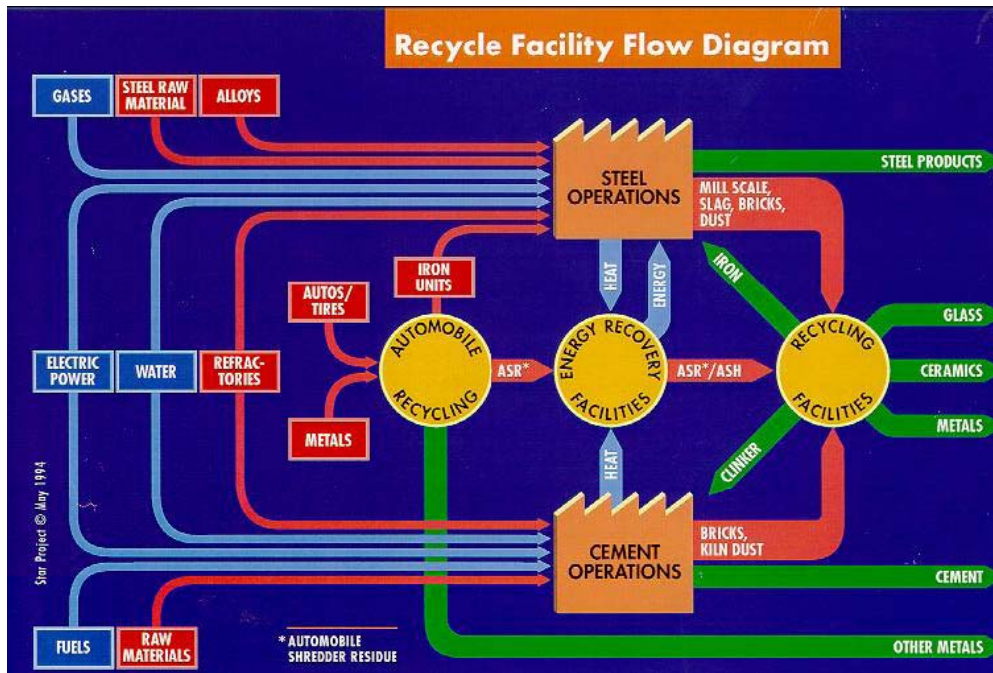 Recycle Facility Flow Diagram
GASES
STEEL RAW
MATERIAL
ALLOYS
STEEL
OPERATIONS
STEEL PRODUCTS
MILL SCALE,
SLAG, BRICKS,
DUST
IRON
UNITS
HEAT
ENERGY
IRON
AUTOS/
TIRES
GLASS
ELECTRIC
POWER
WATER
REFRAC-
TORIES
AUTOMOBILE
RECYCLING
ASR*
ENERGY RECOVERY
FACILITIES
ASR*/ASH
RECYCLING
FACILITIES
CERAMICS
METALS
METALS
HEAT
CLINKER
Star Project © May 1994
CEMENT
OPERATIONS
BRICKS,
KILN DUST
CEMENT
FUELS
RAW
MATERIALS
* AUTOMOBILE
SHREDDER RESIDUE
OTHER METALS